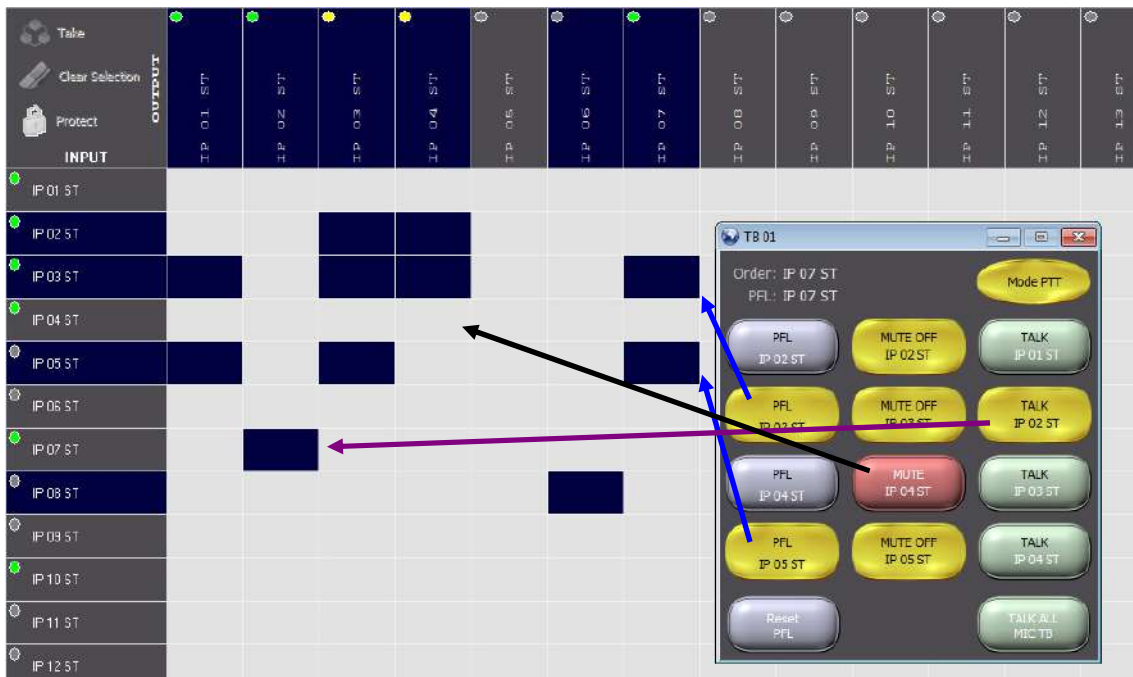 Take
Clear Selection
Protect
OUTPUT
INPUT
IP 01 ST
IP 02 ST
IP 03 ST
IP 04 ST
IP 05 ST
IP 06 ST
IP 07 ST
IP 08 ST
IP 09 ST
IP 10 ST
IP 11 ST
IP 12 ST
IP 13 ST
IP 01 ST
IP 02 ST
IP 03 ST
IP 04 ST
IP 05 ST
IP 06 ST
IP 07 ST
IP 08 ST
IP 09 ST
IP 10 ST
IP 11 ST
IP 12 ST
TB 01
Order: IP 07 ST
PFL: IP 07 ST
Mode PTT
PFL
IP 02 ST
MUTE OFF
IP 02 ST
TALK
IP 01 ST
PFL
IP 03 ST
MUTE OFF
IP 03 ST
TALK
IP 02 ST
PFL
IP 04 ST
MUTE
IP 04 ST
TALK
IP 03 ST
PFL
IP 05 ST
MUTE OFF
IP 05 ST
TALK
IP 04 ST
Reset
PFL
TALK ALL
MIC TB